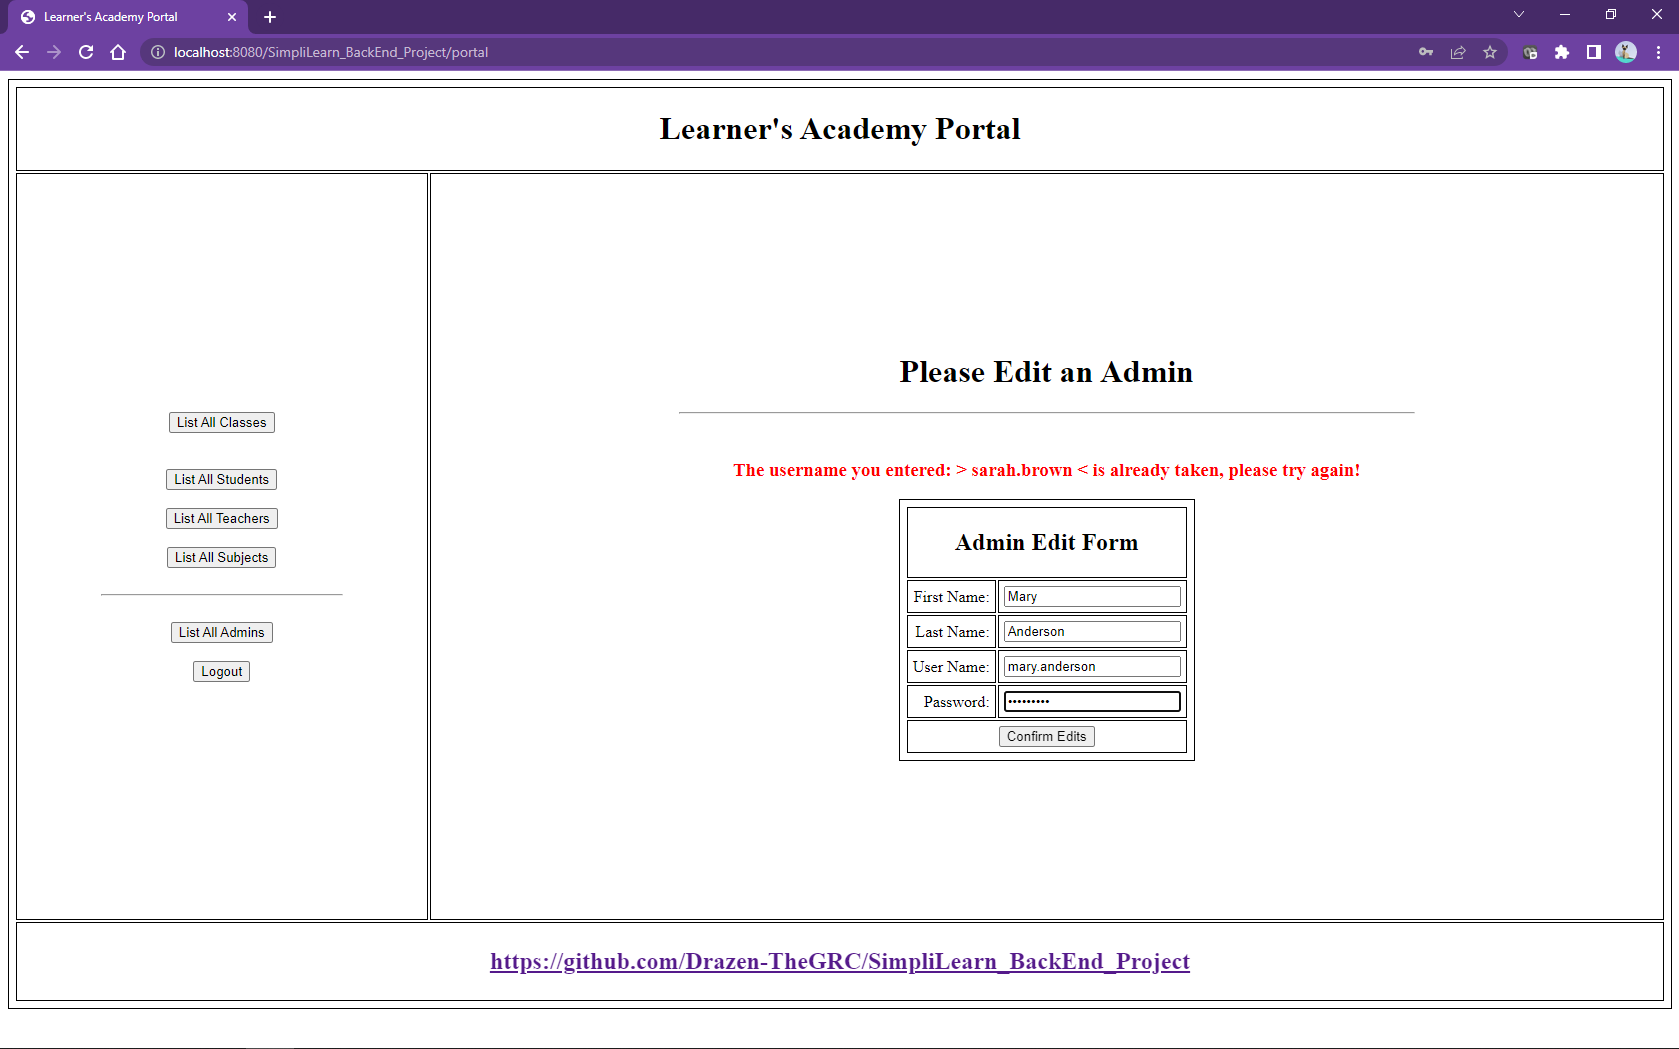 Learner's Academy Portal
localhost:8080/SimpliLearn_BackEnd_Project/portal
Learner's Academy Portal
List All Classes
List All Students
List All Teachers
List All Subjects
List All Admins
Logout
Please Edit an Admin
The username you entered: > sarah.brown < is already taken, please try again!
Admin Edit Form
First Name: Mary
Last Name: Anderson
User Name: mary.anderson
Password: •••••••••
Confirm Edits
https://github.com/Drazen-TheGRC/SimpliLearn_BackEnd_Project